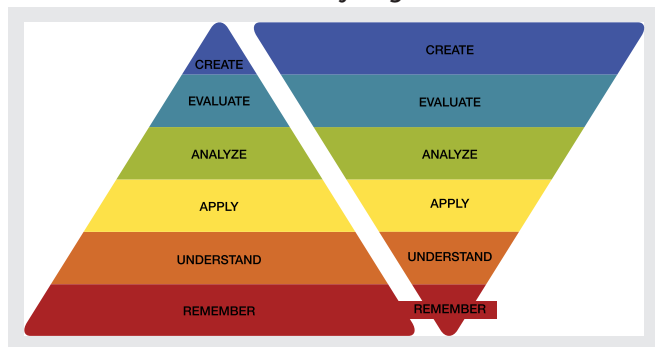 CREATE
EVALUATE
ANALYZE
APPLY
UNDERSTAND
REMEMBER
CREATE
EVALUATE
ANALYZE
APPLY
UNDERSTAND
REMEMBER